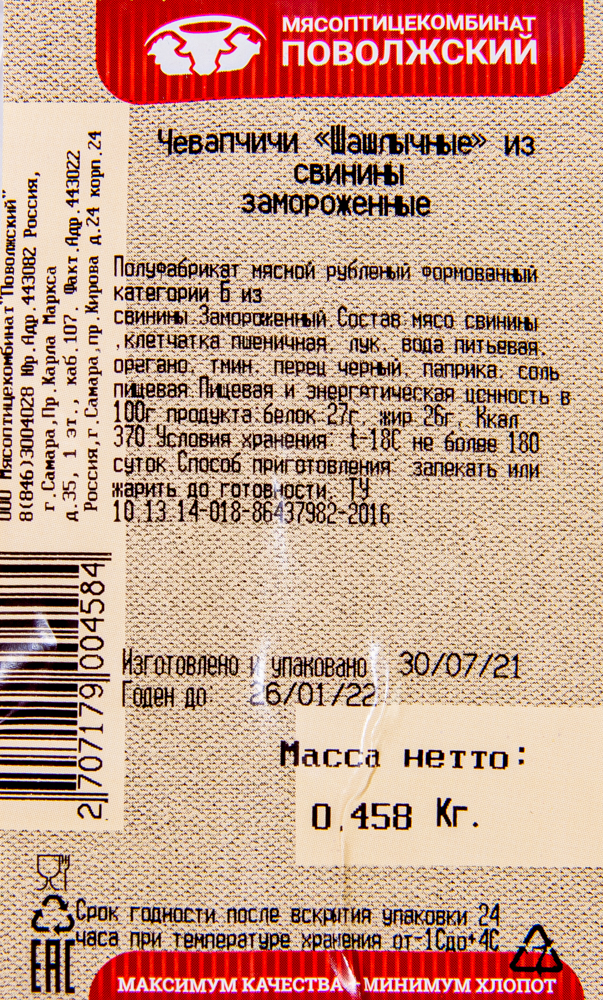 МЯСОПТИЦЕКОМБИНАТ
ПОВОЛЖСКИЙ
Чевапчичи «Шашлычные» из
свинины
замороженные
Полуфабрикат мясной рубленый формованный
категории Б из
свинины.Замороженный.Состав:мясо свинины
,клетчатка пшеничная, лук, вода питьевая,
орегано, тмин, перец черный, паприка, соль
пищевая.Пищевая и энергетическая ценность в
100г продукта:белок 27г, жир 26г, Ккал
370.Условия хранения: t-18C не более 180
суток.Способ приготовления: запекать или
жарить до готовности. ТУ
10.13.14-018-86437982-2016
ООО Мясоптицекомбинат"Поволжский"
8(846)3004028 Юр.Адр.443082 Россия,
г.Самара,Пр.Карла Маркса
д.35, 1 эт., каб.107. Факт.Адр.443022
Россия,г.Самара,пр.Кирова д.24 корп.24
2 707179 004584
Изготовлено и упаковано: 30/07/21
Годен до: 26/01/22
Масса нетто:
0.458 Кг.
Срок годности после вскрытия упаковки 24
часа при температуре хранения от-1Сдо+4С
EAC
МАКСИМУМ КАЧЕСТВА - МИНИМУМ ХЛОПОТ